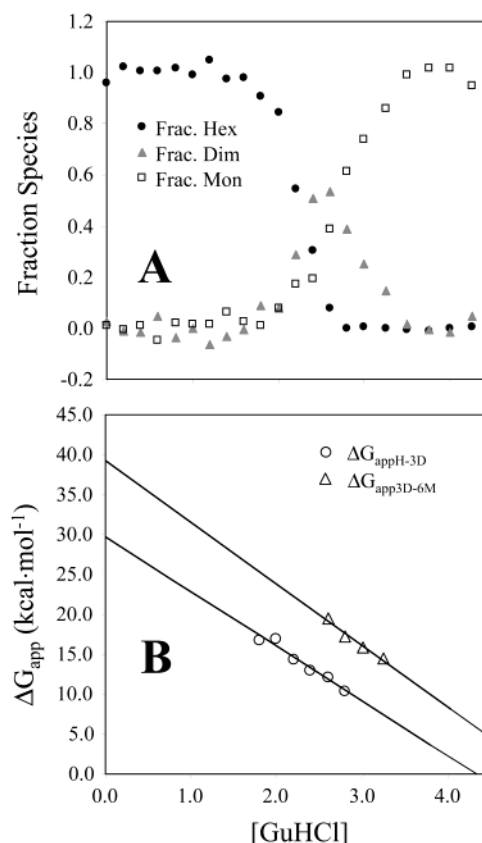 1.2
1.0
0.8
0.6
0.4
0.2
0.0
-0.2
Fraction Species
Frac. Hex
Frac. Dim
Frac. Mon
A
45.0
40.0
35.0
30.0
25.0
20.0
15.0
10.0
5.0
0.0
ΔGapp (kcal·mol-1)
ΔGappH-3D
ΔGapp3D-6M
B
0.0 1.0 2.0 3.0 4.0
[GuHCl]